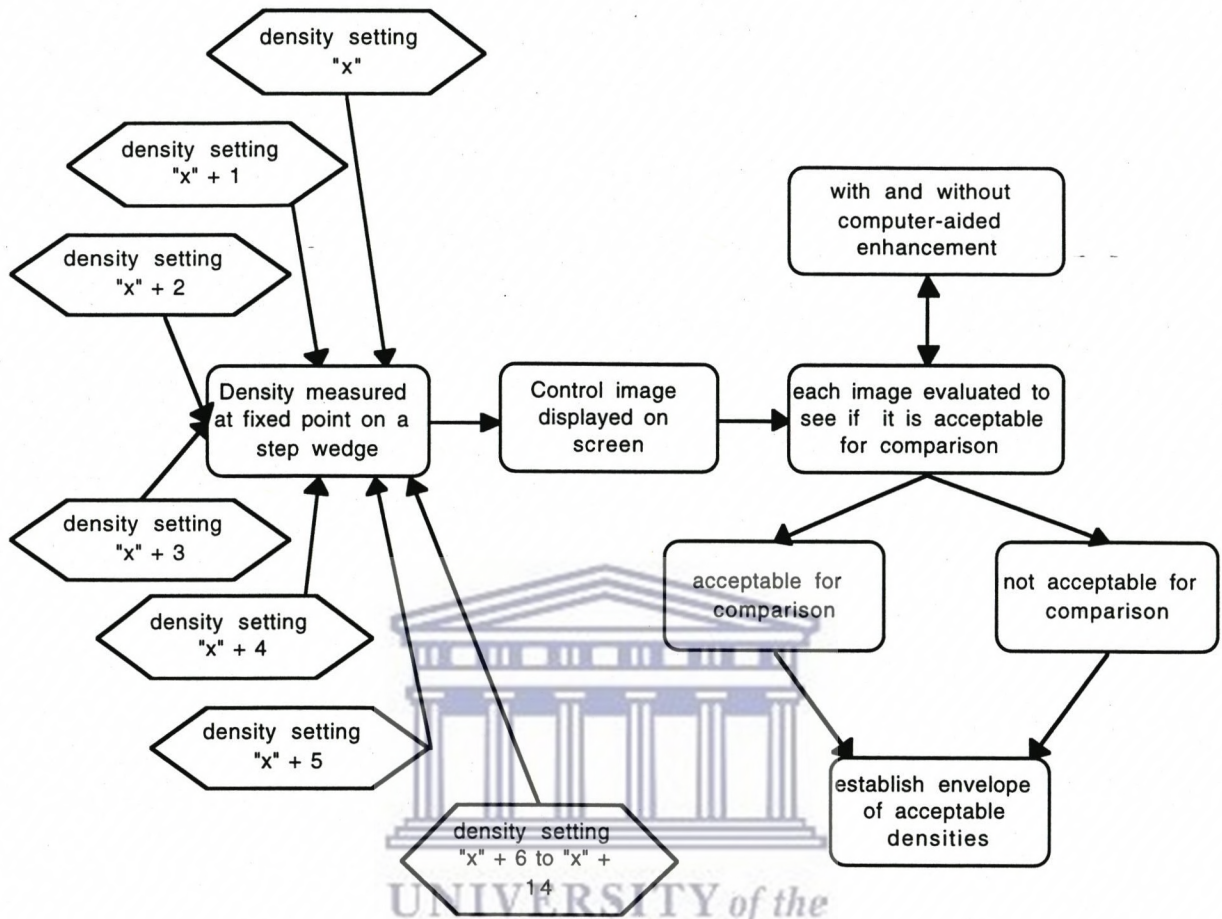 density setting
"x"
density setting
"x" + 1
density setting
"x" + 2
with and without
computer-aided
enhancement
Density measured
at fixed point on a
step wedge
Control image
displayed on
screen
each image evaluated to
see if it is acceptable
for comparison
density setting
"x" + 3
density setting
"x" + 4
density setting
"x" + 5
density setting
"x" + 6 to "x" +
14
acceptable for
comparison
not acceptable for
comparison
establish envelope
of acceptable
densities
UNIVERSITY of the